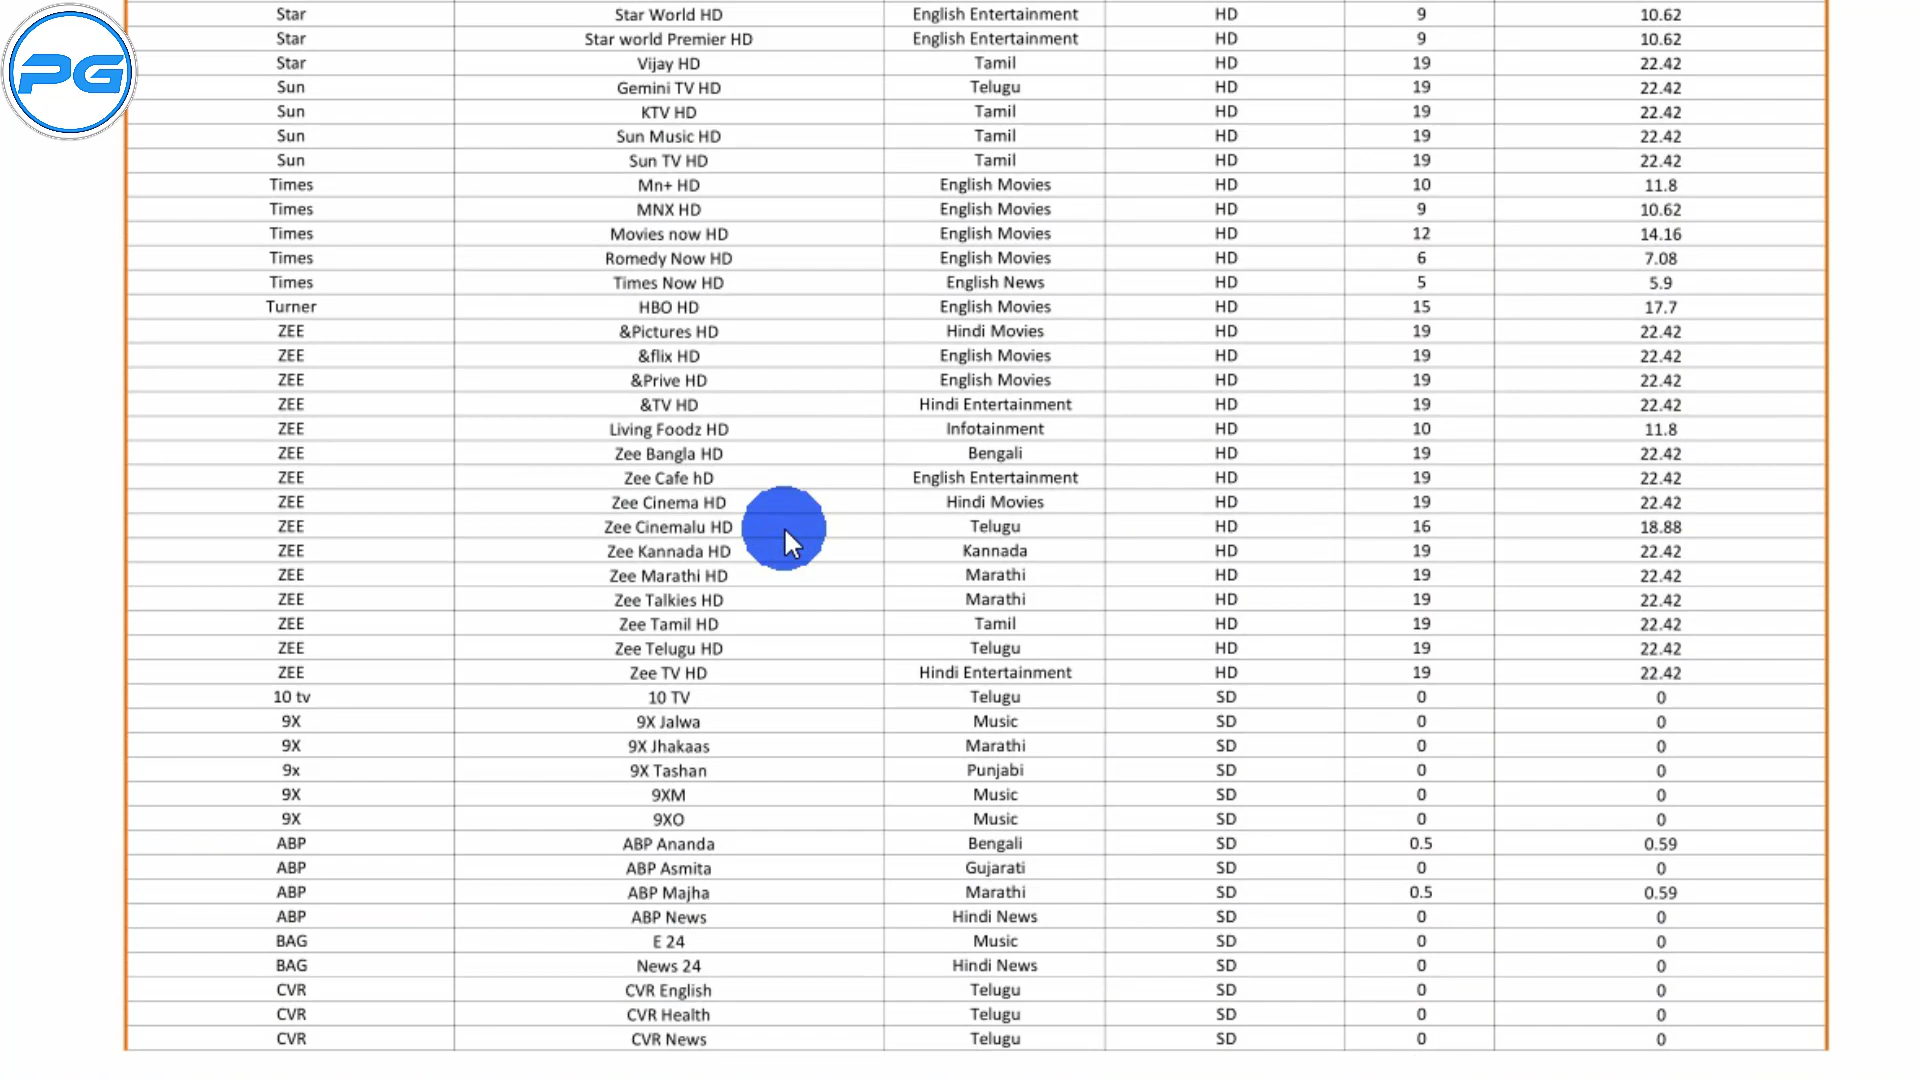 PG
Star Star World HD English Entertainment HD 9 10.62
Star Star world Premier HD English Entertainment HD 9 10.62
Star Vijay HD Tamil HD 19 22.42
Sun Gemini TV HD Telugu HD 19 22.42
Sun KTV HD Tamil HD 19 22.42
Sun Sun Music HD Tamil HD 19 22.42
Sun Sun TV HD Tamil HD 19 22.42
Times Mn+ HD English Movies HD 10 11.8
Times MNX HD English Movies HD 9 10.62
Times Movies now HD English Movies HD 12 14.16
Times Romedy Now HD English Movies HD 6 7.08
Times Times Now HD English News HD 5 5.9
Turner HBO HD English Movies HD 15 17.7
ZEE &Pictures HD Hindi Movies HD 19 22.42
ZEE &flix HD English Movies HD 19 22.42
ZEE &Prive HD English Movies HD 19 22.42
ZEE &TV HD Hindi Entertainment HD 19 22.42
ZEE Living Foodz HD Infotainment HD 10 11.8
ZEE Zee Bangla HD Bengali HD 19 22.42
ZEE Zee Cafe hD English Entertainment HD 19 22.42
ZEE Zee Cinema HD Hindi Movies HD 19 22.42
ZEE Zee Cinemalu HD Telugu HD 16 18.88
ZEE Zee Kannada HD Kannada HD 19 22.42
ZEE Zee Marathi HD Marathi HD 19 22.42
ZEE Zee Talkies HD Marathi HD 19 22.42
ZEE Zee Tamil HD Tamil HD 19 22.42
ZEE Zee Telugu HD Telugu HD 19 22.42
ZEE Zee TV HD Hindi Entertainment HD 19 22.42
10 tv 10 TV Telugu SD 0 0
9X 9X Jalwa Music SD 0 0
9X 9X Jhakaas Marathi SD 0 0
9x 9X Tashan Punjabi SD 0 0
9X 9XM Music SD 0 0
9X 9XO Music SD 0 0
ABP ABP Ananda Bengali SD 0.5 0.59
ABP ABP Asmita Gujarati SD 0 0
ABP ABP Majha Marathi SD 0.5 0.59
ABP ABP News Hindi News SD 0 0
BAG E 24 Music SD 0 0
BAG News 24 Hindi News SD 0 0
CVR CVR English Telugu SD 0 0
CVR CVR Health Telugu SD 0 0
CVR CVR News Telugu SD 0 0